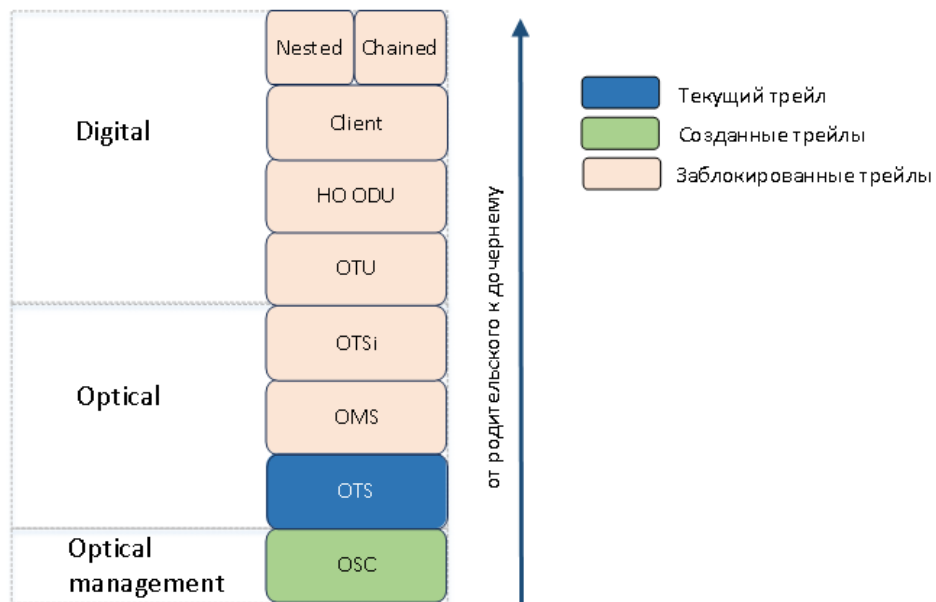 Nested
Chained
Digital
Client
HO ODU
OTU
OTSi
Optical
OMS
OTS
Optical
management
OSC
от родительского к дочернему
Текущий трейл
Созданные трейлы
Заблокированные трейлы